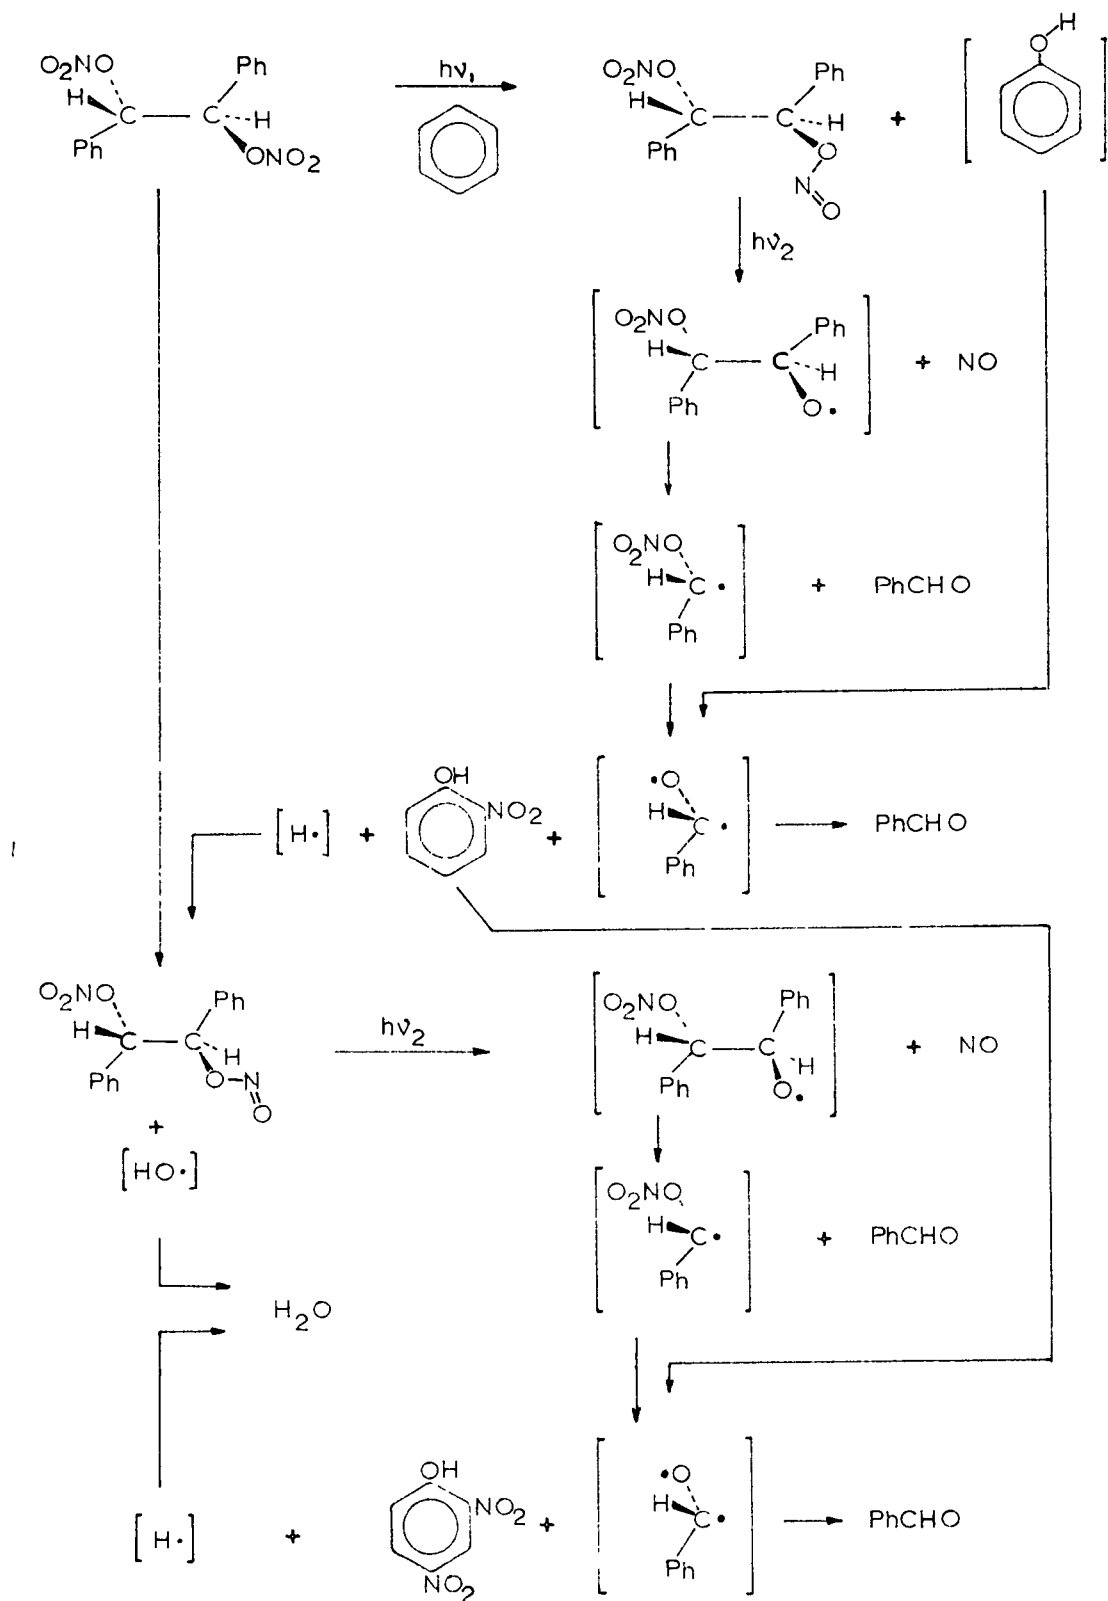 O2NO Ph H C C H Ph ONO2
hν1
O2NO Ph H C C H Ph O N O
+
O H
hν2
O2NO Ph H C C H Ph O•
+ NO
O2NO H C• Ph
+ PhCHO
[H•] + OH NO2 +
•O H C• Ph
PhCHO
O2NO Ph H C C H Ph O N O
+
[HO•]
hν2
O2NO Ph H C C H Ph O•
+ NO
O2NO H C• Ph
+ PhCHO
H2O
[H•] + OH NO2 NO2 +
•O H C• Ph
PhCHO